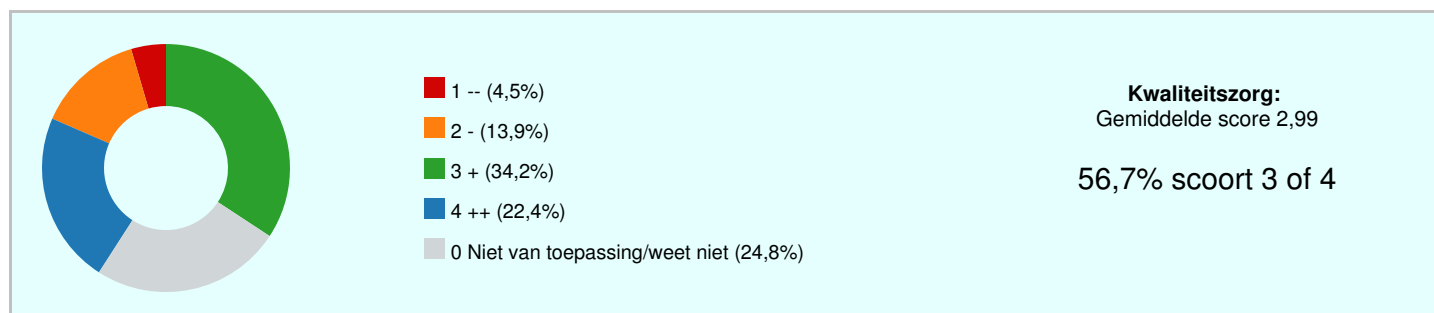 1 -- (4,5%)
2 - (13,9%)
3 + (34,2%)
4 ++ (22,4%)
0 Niet van toepassing/weet niet (24,8%)
Kwaliteitszorg:
Gemiddelde score 2,99
56,7% scoort 3 of 4